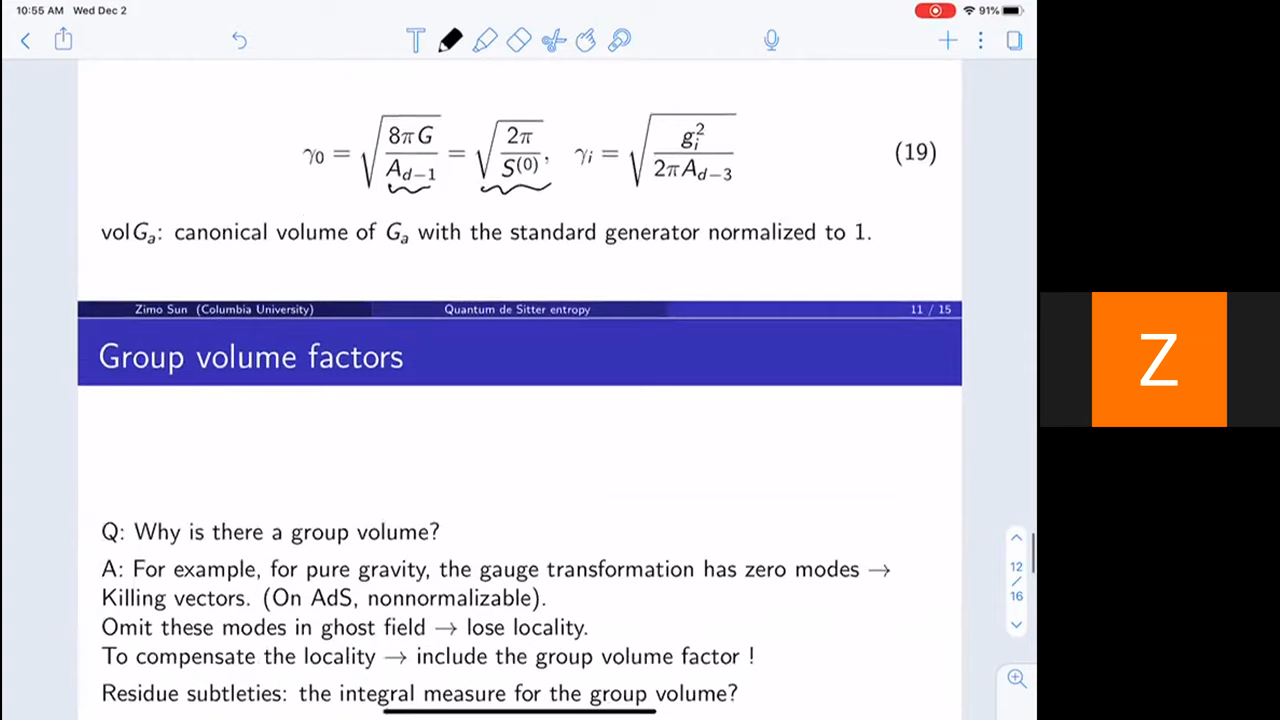 10:55 AM Wed Dec 2
91%
γ₀ = √(8πG / A_{d−1}) = √(2π / S^{(0)}), γ_i = √(g_i² / 2πA_{d−3}) (19)
vol G_a: canonical volume of G_a with the standard generator normalized to 1.
Zimo Sun (Columbia University) Quantum de Sitter entropy 11 / 15
Group volume factors
Q: Why is there a group volume?
A: For example, for pure gravity, the gauge transformation has zero modes →
Killing vectors. (On AdS, nonnormalizable).
Omit these modes in ghost field → lose locality.
To compensate the locality → include the group volume factor !
Residue subtleties: the integral measure for the group volume?
12
/
16
Z